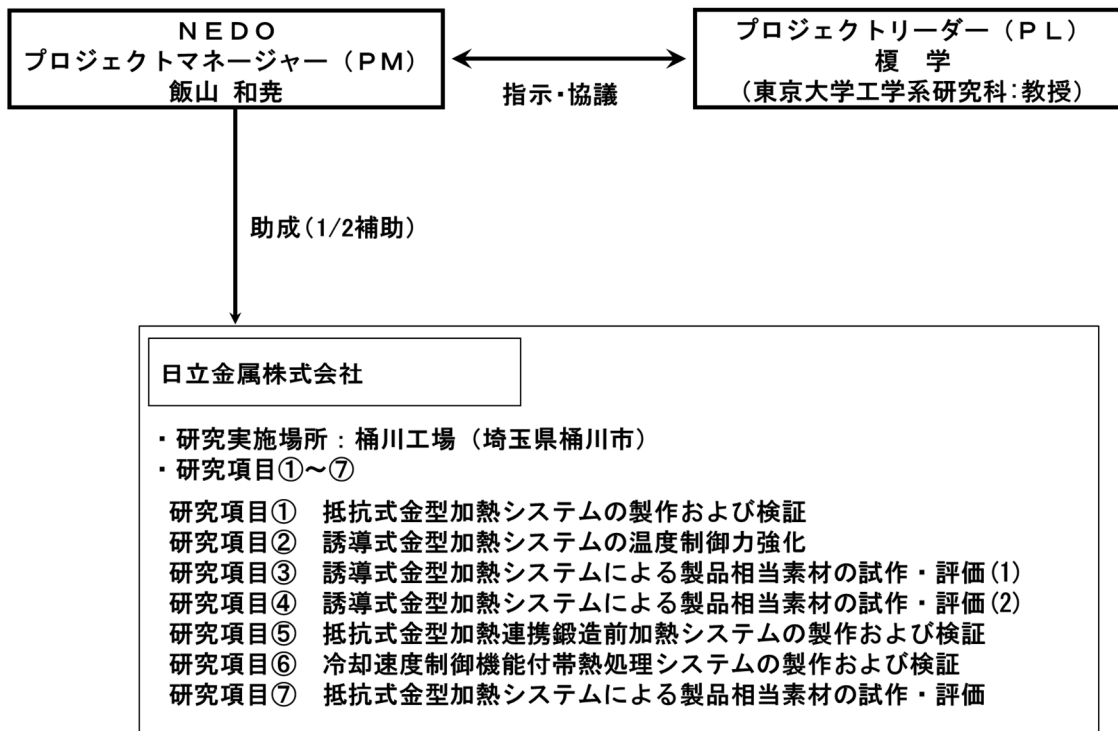 ＮＥＤＯ
プロジェクトマネージャー（ＰＭ）
飯山 和尭
指示・協議
プロジェクトリーダー（ＰＬ）
榎　学
（東京大学工学系研究科：教授）
助成（1/2補助）
日立金属株式会社
・研究実施場所：桶川工場（埼玉県桶川市）
・研究項目①～⑦
研究項目①　抵抗式金型加熱システムの製作および検証
研究項目②　誘導式金型加熱システムの温度制御力強化
研究項目③　誘導式金型加熱システムによる製品相当素材の試作・評価(1)
研究項目④　誘導式金型加熱システムによる製品相当素材の試作・評価(2)
研究項目⑤　抵抗式金型加熱連携鍛造前加熱システムの製作および検証
研究項目⑥　冷却速度制御機能付帯熱処理システムの製作および検証
研究項目⑦　抵抗式金型加熱システムによる製品相当素材の試作・評価